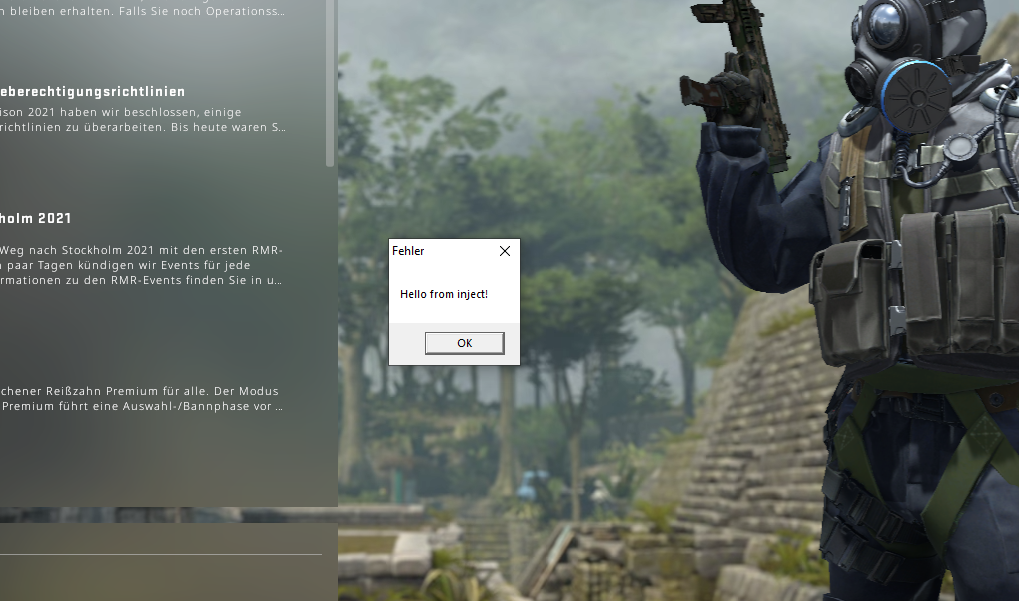 n bleiben erhalten. Falls Sie noch Operationss…
eberechtigungsrichtlinien
ison 2021 haben wir beschlossen, einige
richtlinien zu überarbeiten. Bis heute waren S…
holm 2021
Weg nach Stockholm 2021 mit den ersten RMR-
n paar Tagen kündigen wir Events für jede
rmationen zu den RMR-Events finden Sie in u…
chener Reißzahn Premium für alle. Der Modus
Premium führt eine Auswahl-/Bannphase vor …
Fehler
Hello from inject!
OK
2